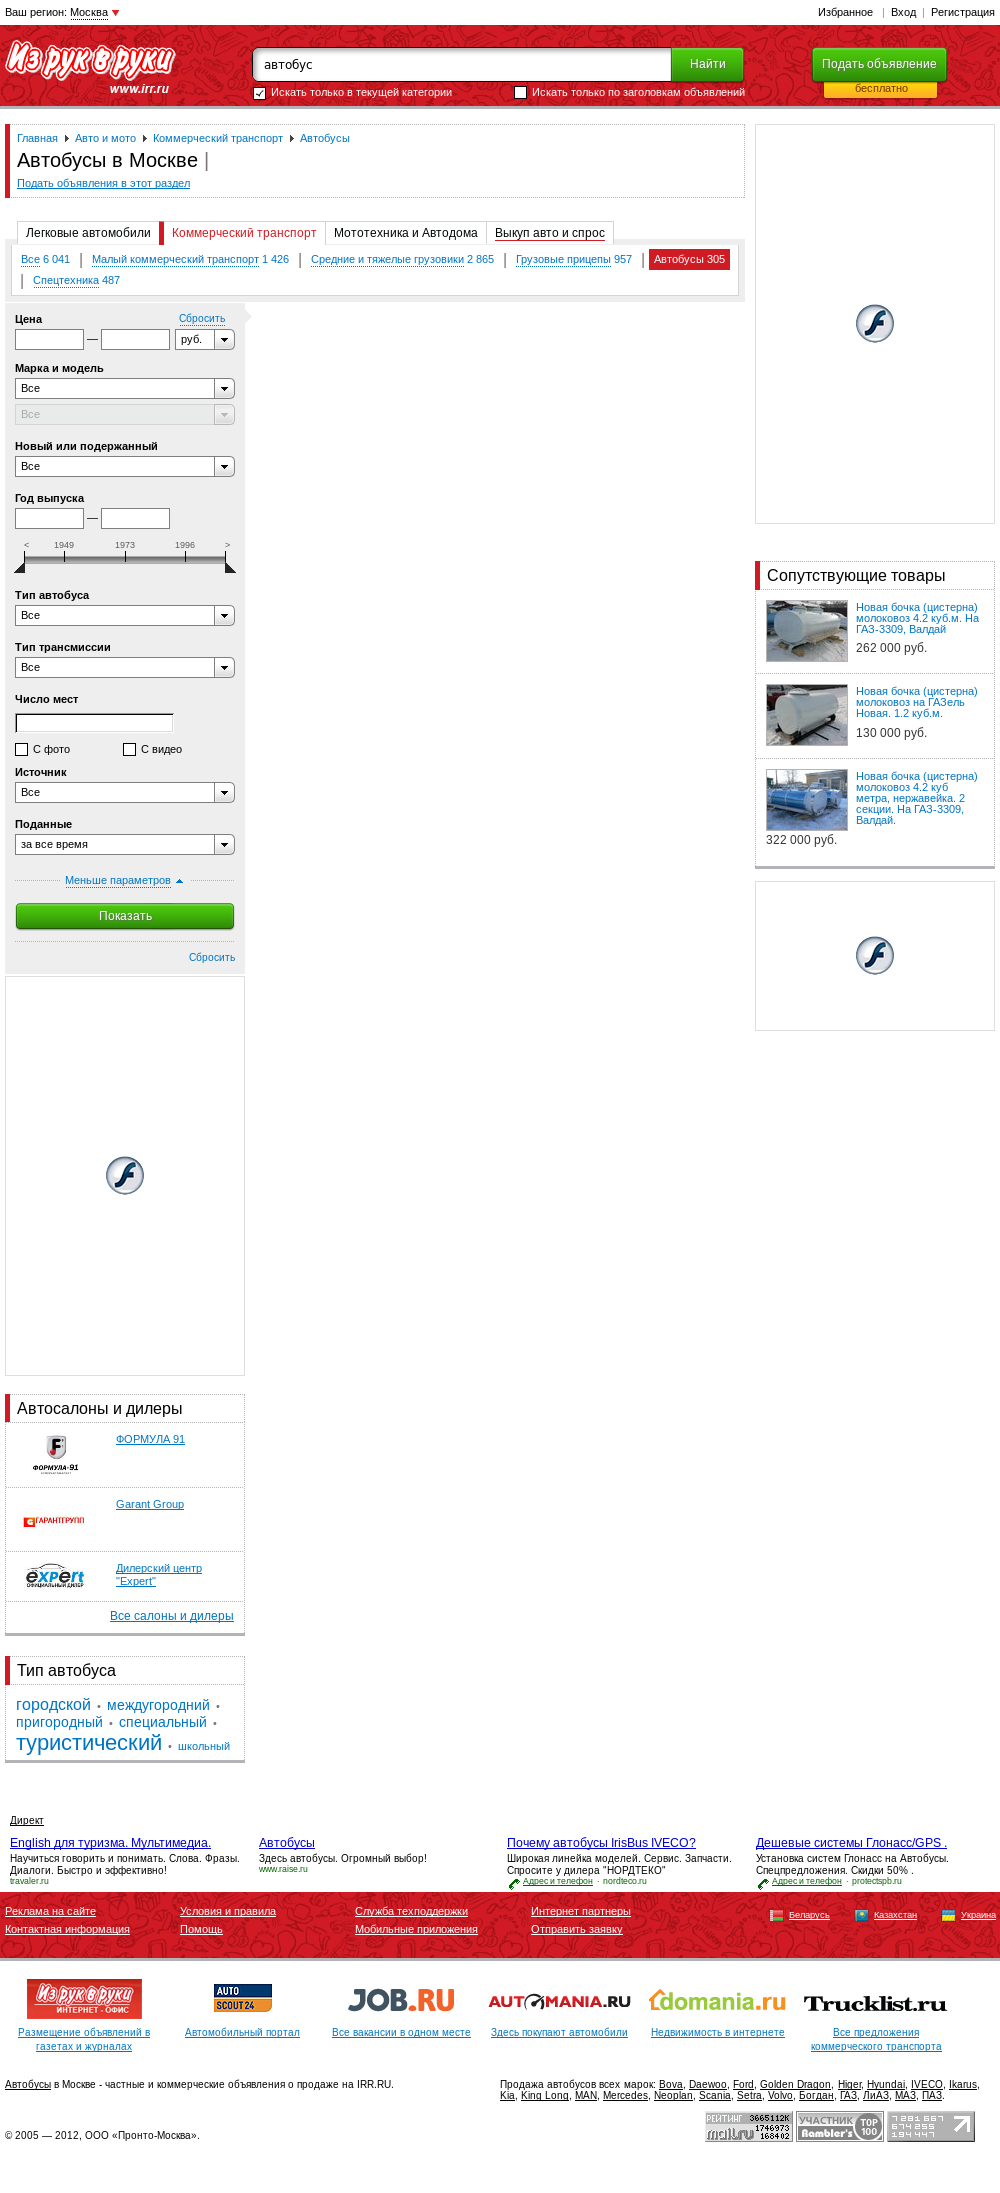 Ваш регион: Москва
Избранное | Вход | Регистрация
Из рук в руки
www.irr.ru
автобус
Найти
Подать объявление
бесплатно
Искать только в текущей категории
Искать только по заголовкам объявлений
Главная Авто и мото Коммерческий транспорт Автобусы
Автобусы в Москве |
Подать объявления в этот раздел
Легковые автомобили Коммерческий транспорт Мототехника и Автодома Выкуп авто и спрос
Все 6 041 | Малый коммерческий транспорт 1 426 | Средние и тяжелые грузовики 2 865 | Грузовые прицепы 957 | Автобусы 305
| Спецтехника 487
Цена Сбросить
— руб.
Марка и модель
Все
Все
Новый или подержанный
Все
Год выпуска
—
< 1949 1973 1996 >
Тип автобуса
Все
Тип трансмиссии
Все
Число мест
С фото С видео
Источник
Все
Поданные
за все время
Меньше параметров
Показать
Сбросить
Сопутствующие товары
Новая бочка (цистерна)
молоковоз 4.2 куб.м. На
ГАЗ-3309, Валдай
262 000 руб.
Новая бочка (цистерна)
молоковоз на ГАЗель
Новая. 1.2 куб.м.
130 000 руб.
Новая бочка (цистерна)
молоковоз 4.2 куб
метра, нержавейка. 2
секции. На ГАЗ-3309,
Валдай.
322 000 руб.
Автосалоны и дилеры
ФОРМУЛА-91
ФОРМУЛА 91
ГАРАНТГРУПП
Garant Group
expert
ОФИЦИАЛЬНЫЙ ДИЛЕР
Дилерский центр
"Expert"
Все салоны и дилеры
Тип автобуса
городской • междугородний •
пригородный • специальный •
туристический • школьный
Директ
English для туризма. Мультимедиа.
Научиться говорить и понимать. Слова. Фразы.
Диалоги. Быстро и эффективно!
travaler.ru
Автобусы
Здесь автобусы. Огромный выбор!
www.raise.ru
Почему автобусы IrisBus IVECO?
Широкая линейка моделей. Сервис. Запчасти.
Спросите у дилера "НОРДТЕКО"
Адрес и телефон · nordteco.ru
Дешевые системы Глонасс/GPS .
Установка систем Глонасс на Автобусы.
Спецпредложения. Скидки 50% .
Адрес и телефон · protectspb.ru
Реклама на сайте Условия и правила Служба техподдержки Интернет партнеры Беларусь Казахстан Украина
Контактная информация Помощь Мобильные приложения Отправить заявку
Из рук в руки
ИНТЕРНЕТ - ОФИС
Размещение объявлений в
газетах и журналах
AUTO
SCOUT24
Автомобильный портал
JOB.RU
Все вакансии в одном месте
AUTOMANIA.RU
Здесь покупают автомобили
domania.ru
Недвижимость в интернете
Trucklist.ru
Все предложения
коммерческого транспорта
Автобусы в Москве - частные и коммерческие объявления о продаже на IRR.RU.
Продажа автобусов всех марок: Bova, Daewoo, Ford, Golden Dragon, Higer, Hyundai, IVECO, Ikarus,
Kia, King Long, MAN, Mercedes, Neoplan, Scania, Setra, Volvo, Богдан, ГАЗ, ЛиАЗ, МАЗ, ПАЗ.
© 2005 — 2012, ООО «Пронто-Москва».
РЕЙТИНГ 3665112К
1746973
mail.ru 168402
УЧАСТНИК
Rambler's
TOP
100
7 281 667
674 255
194 447